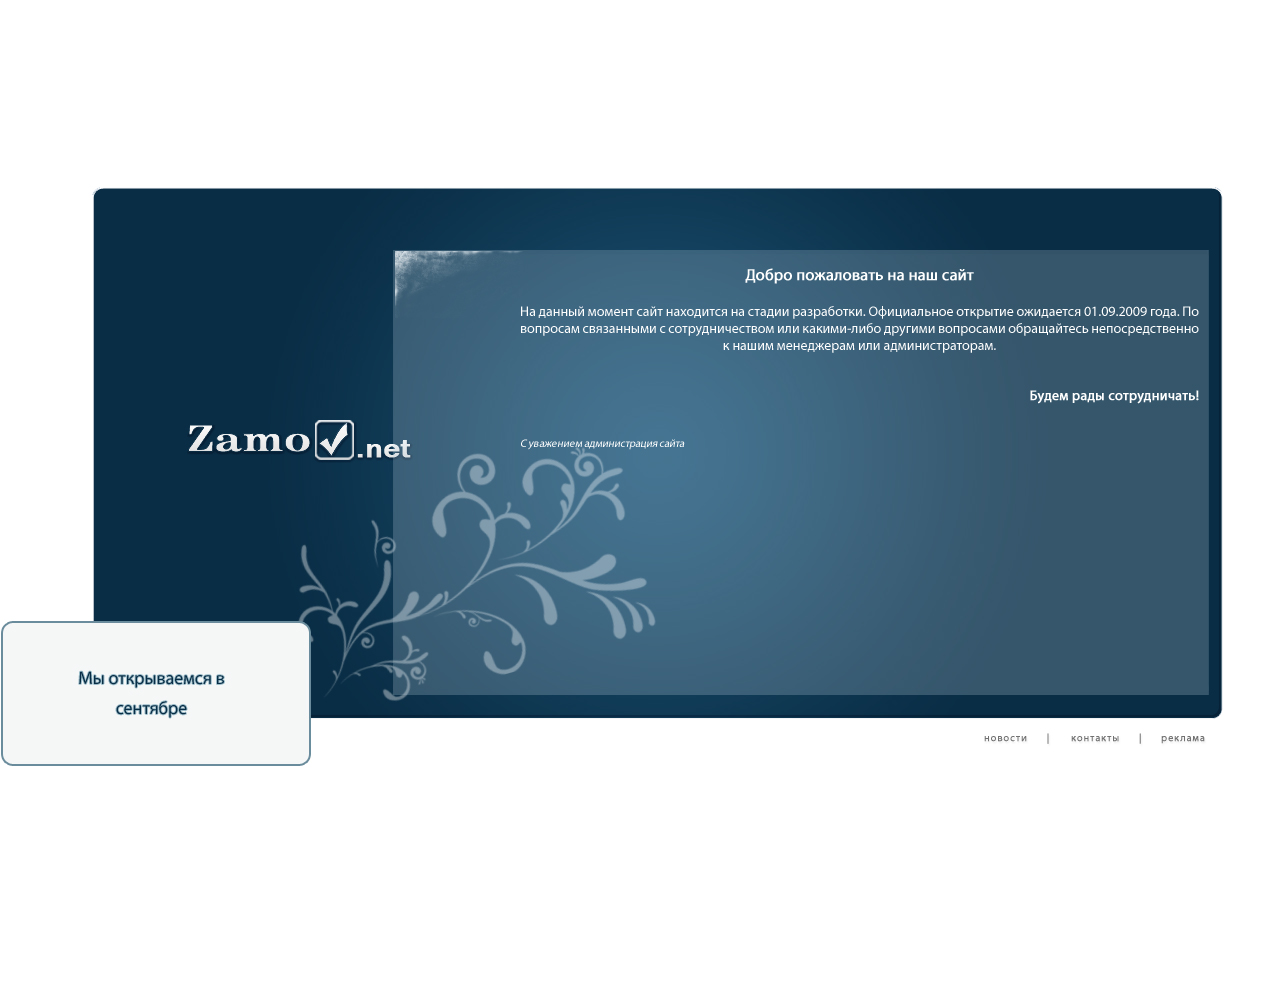 Добро пожаловать на наш сайт
На данный момент сайт находится на стадии разработки. Официальное открытие ожидается 01.09.2009 года. По
вопросам связанными с сотрудничеством или какими-либо другими вопросами обращайтесь непосредственно
к нашим менеджерам или администраторам.
Будем рады сотрудничать!
С уважением администрация сайта
Zamo .net
Мы открываемся в
сентябре
новости | контакты | реклама